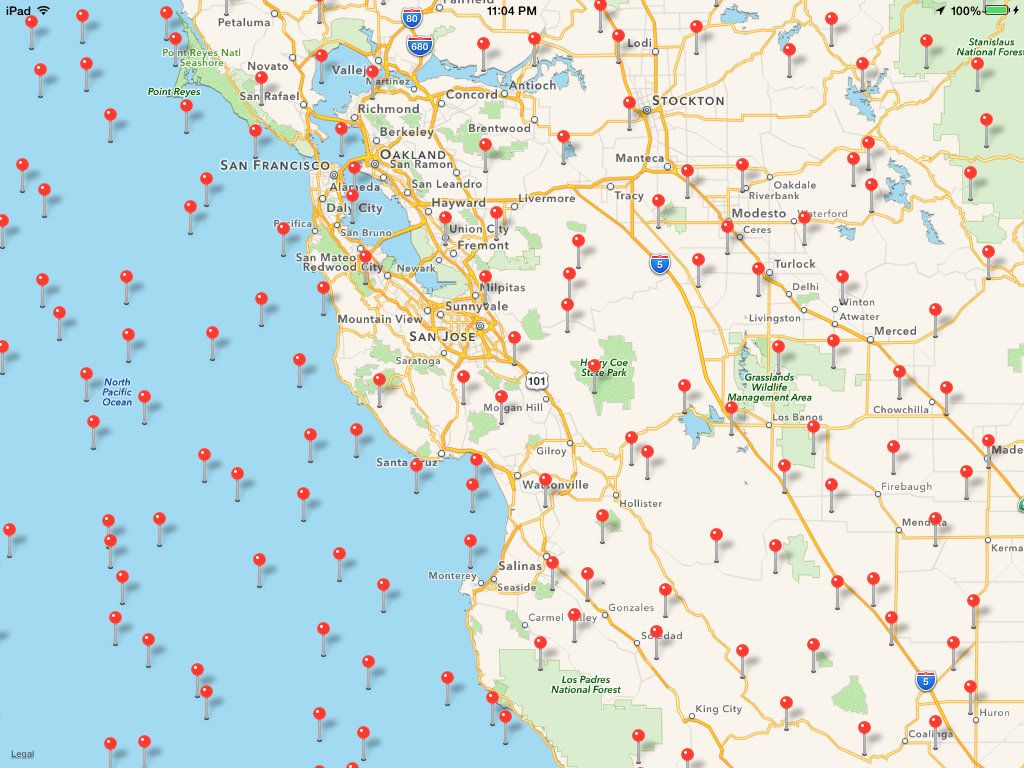 iPad
11:04 PM
100%
Petaluma
80
680
Lodi
Stanislaus
National Forest
Point Reyes Natl
Seashore
Novato
Vallejo
Martinez
Antioch
Point Reyes
San Rafael
Concord
STOCKTON
Richmond
Berkeley
Brentwood
SAN FRANCISCO
OAKLAND
San Ramon
Manteca
Alameda
San Leandro
Oakdale
Riverbank
Daly City
Hayward
Livermore
Tracy
Modesto
Waterford
Pacifica
San Bruno
Union City
Ceres
Fremont
San Mateo
Redwood City
Newark
5
Turlock
Milpitas
Delhi
Sunnyvale
Winton
Mountain View
Livingston
Atwater
SAN JOSE
Merced
Saratoga
Henry Coe
State Park
North
Pacific
Ocean
101
Grasslands
Wildlife
Management Area
Morgan Hill
Chowchilla
Los Banos
Gilroy
Made
Santa Cruz
Watsonville
Firebaugh
Hollister
Mendota
Kerma
Salinas
Monterey
Seaside
Carmel Valley
Gonzales
Soledad
Los Padres
National Forest
5
King City
Huron
Coalinga
Legal